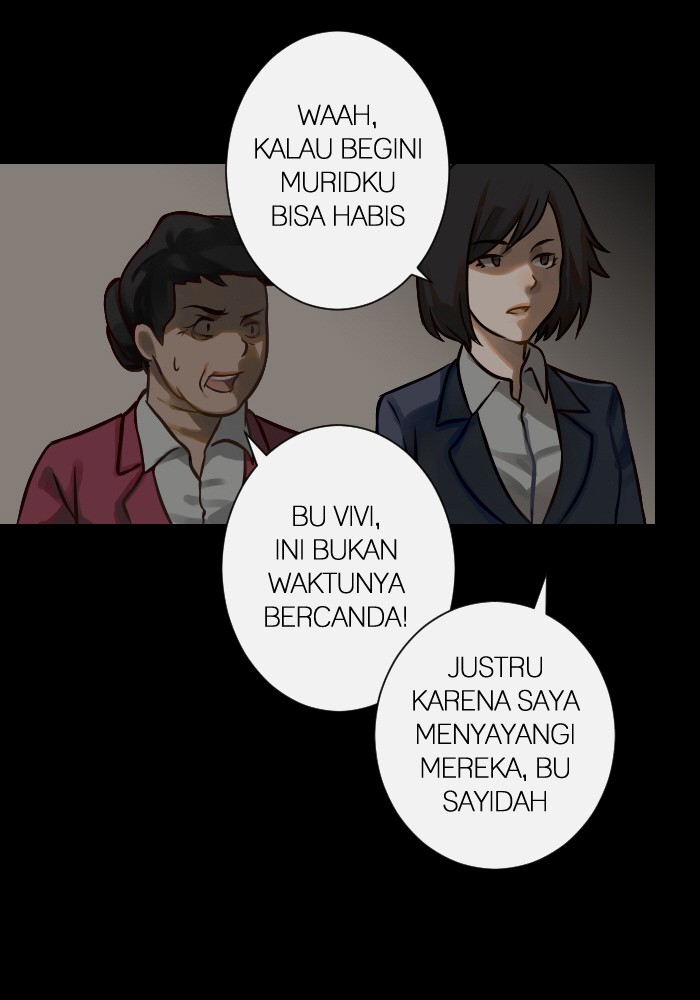 WAAH,
KALAU BEGINI
MURIDKU
BISA HABIS
BU VIVI,
INI BUKAN
WAKTUNYA
BERCANDA!
JUSTRU
KARENA SAYA
MENYAYANGI
MEREKA, BU
SAYIDAH